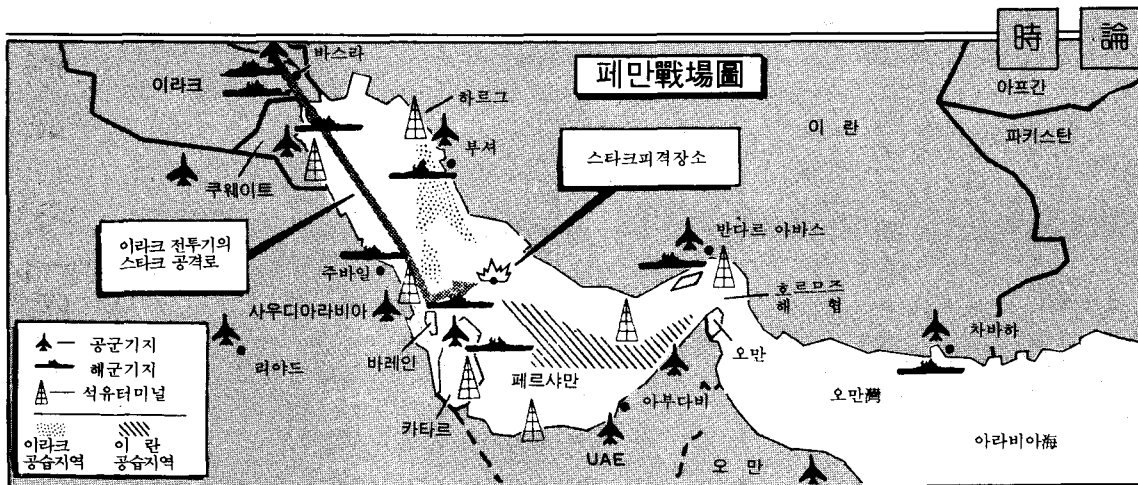 時 論
페만戰場圖
바스라
이라크
하르그
부셔
이 란
아프간
파키스탄
스타크피격장소
쿠웨이트
이라크 전투기의
스타크 공격로
주바일
반다르 아바스
호르므즈
해 협
사우디아라비아
차바하
오만
리야드
바레인
페르샤만
아부다비
오만灣
카타르
UAE
오 만
아라비아海
공군기지
해군기지
석유터미널
이라크
공습지역
이 란
공습지역